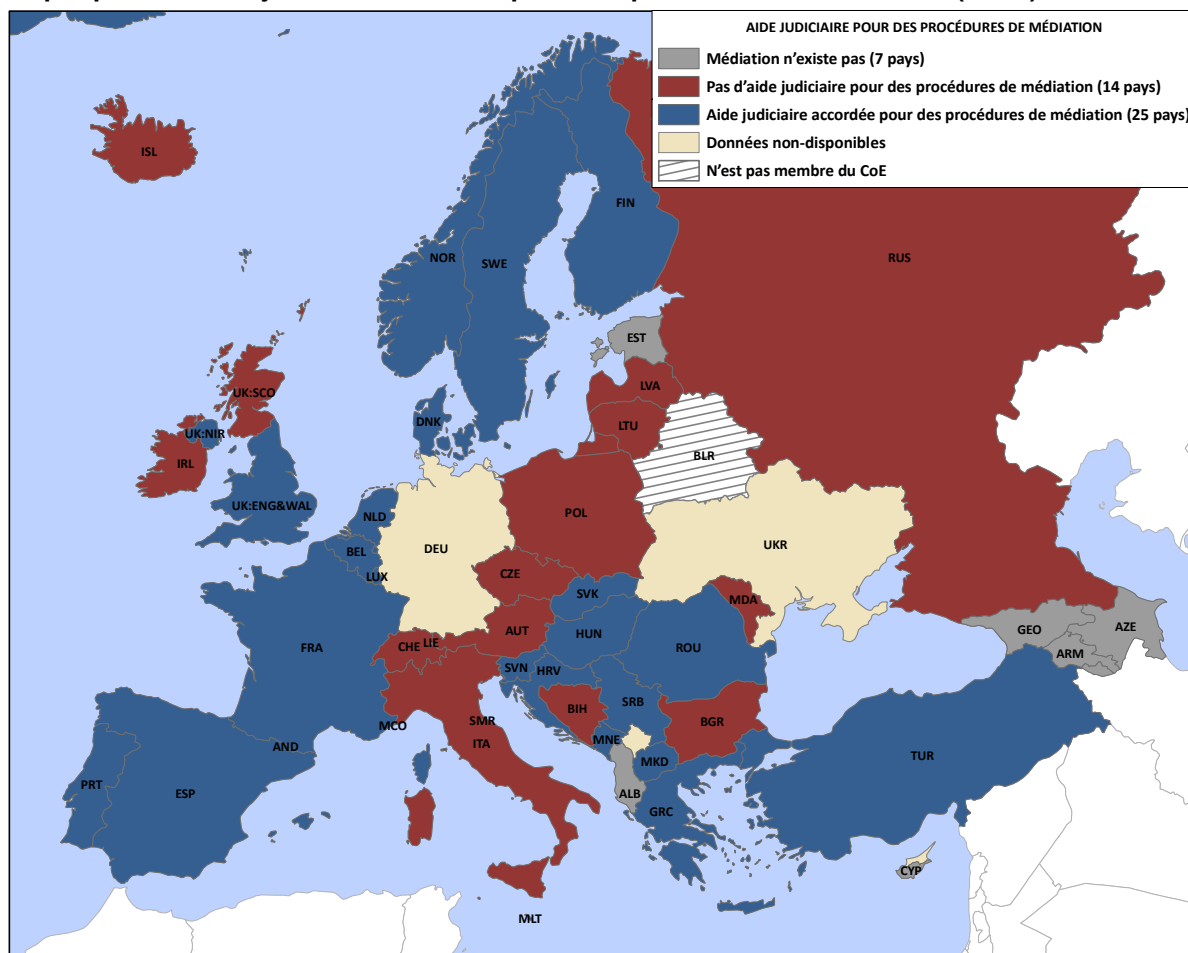 AIDE JUDICIAIRE POUR DES PROCÉDURES DE MÉDIATION
Médiation n'existe pas (7 pays)
Pas d'aide judiciaire pour des procédures de médiation (14 pays)
Aide judiciaire accordée pour des procédures de médiation (25 pays)
Données non-disponibles
N'est pas membre du CoE
ISL
FIN
NOR
SWE
RUS
EST
LVA
UK:SCO
DNK
LTU
UK:NIR
BLR
IRL
UK:ENG&WAL
NLD
POL
UKR
DEU
BEL
LUX
CZE
SVK
MDA
AUT
HUN
GEO
AZE
LIE
CHE
FRA
ROU
ARM
SVN
HRV
SRB
BIH
SMR
BGR
MCO
MNE
ITA
AND
MKD
TUR
PRT
ESP
ALB
GRC
CYP
MLT